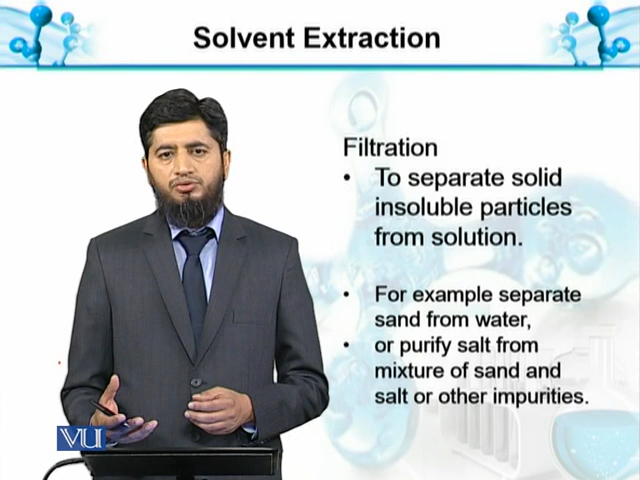 Solvent Extraction
Filtration
• To separate solid
insoluble particles
from solution.
• For example separate
sand from water,
• or purify salt from
mixture of sand and
salt or other impurities.
VU